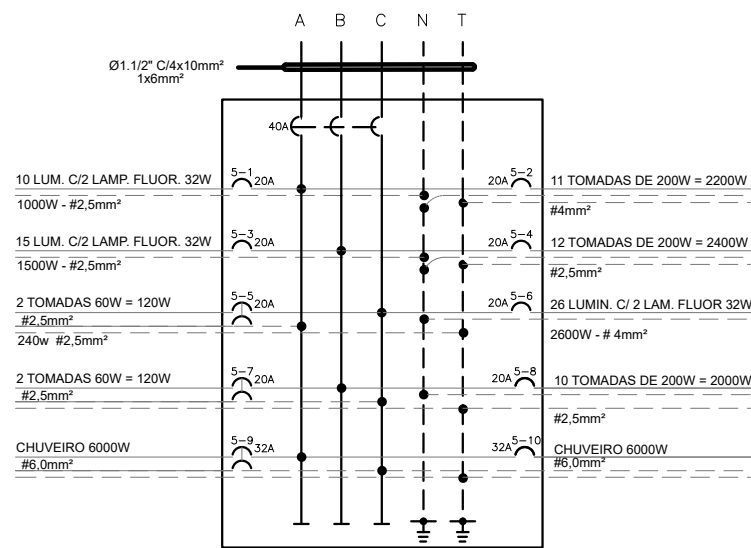 A B C N T
Ø1.1/2" C/4x10mm²
1x6mm²
40A
10 LUM. C/2 LAMP. FLUOR. 32W
5-1
20A
1000W - #2,5mm²
5-2
20A
11 TOMADAS DE 200W = 2200W
#4mm²
15 LUM. C/2 LAMP. FLUOR. 32W
5-3
20A
1500W - #2,5mm²
5-4
20A
12 TOMADAS DE 200W = 2400W
#2,5mm²
2 TOMADAS 60W = 120W
5-5
20A
#2,5mm²
240w #2,5mm²
5-6
20A
26 LUMIN. C/ 2 LAM. FLUOR 32W
2600W - # 4mm²
2 TOMADAS 60W = 120W
5-7
20A
#2,5mm²
5-8
20A
10 TOMADAS DE 200W = 2000W
#2,5mm²
CHUVEIRO 6000W
5-9
32A
#6,0mm²
5-10
32A
CHUVEIRO 6000W
#6,0mm²